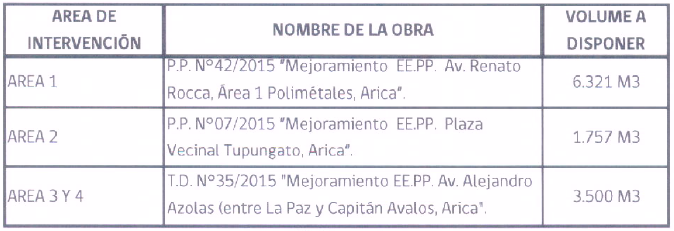 AREA DE INTERVENCIÓN | NOMBRE DE LA OBRA | VOLUME A DISPONER
AREA 1 | P.P. Nº42/2015 "Mejoramiento EE.PP. Av. Renato Rocca, Área 1 Polimétales, Arica".  | 6.321 M3
AREA 2 | P.P. Nº07/2015 "Mejoramiento EE.PP. Plaza Vecinal Tupungato, Arica". | 1.757 M3
AREA 3 Y 4 | T.D. Nº35/2015 "Mejoramiento EE.PP. Av. Alejandro Azolas (entre La Paz y Capitán Avalos, Arica". | 3.500 M3